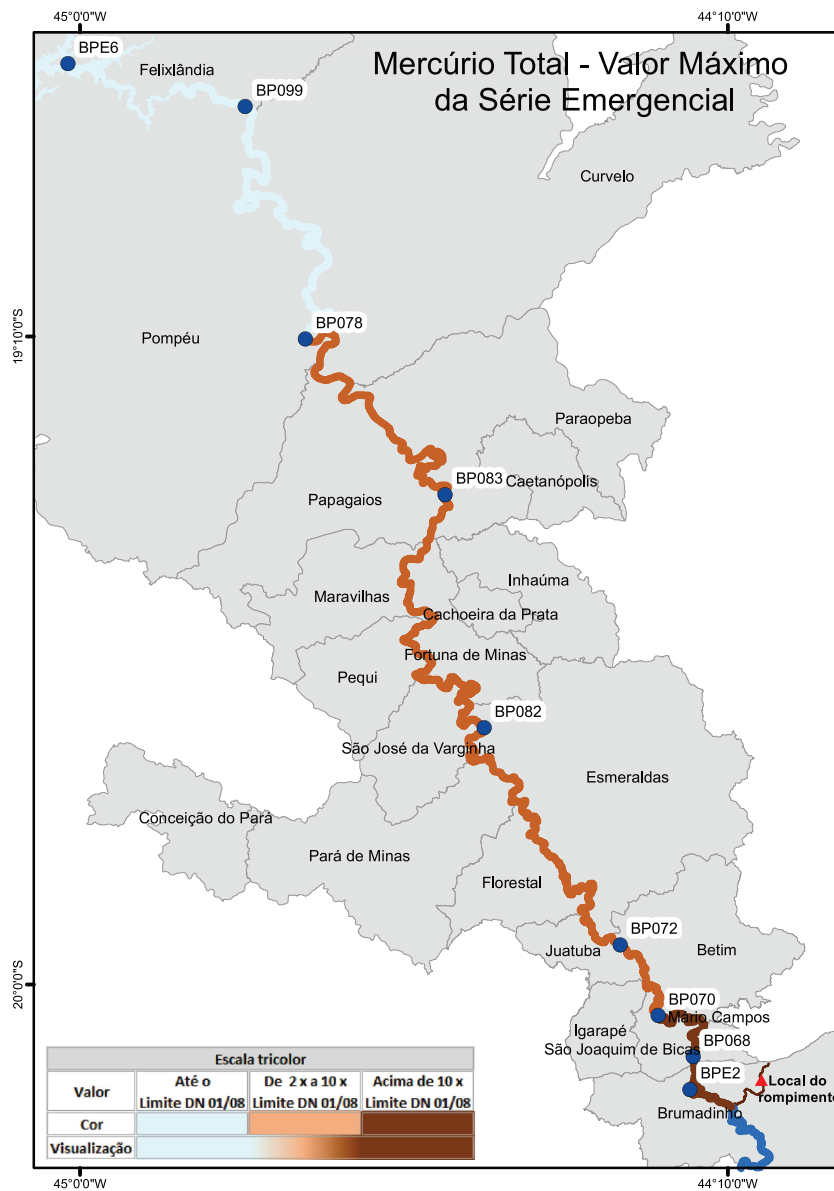 45°0'0"W
44°10'0"W
BPE6
Felixlândia
Mercúrio Total - Valor Máximo
da Série Emergencial
BP099
Curvelo
BP078
Pompéu
19°10'0"S
Paraopeba
BP083
Caetanópolis
Papagaios
Inhaúma
Maravilhas
Cachoeira da Prata
Fortuna de Minas
Pequi
BP082
São José da Varginha
Esmeraldas
Conceição do Pará
Pará de Minas
Florestal
BP072
Juatuba
Betim
20°0'0"S
BP070
Mário Campos
Igarapé
BP068
São Joaquim de Bicas
BPE2
Local do
rompimento
Brumadinho
Escala tricolor
Valor
Até o
Limite DN 01/08
De 2 x a 10 x
Limite DN 01/08
Acima de 10 x
Limite DN 01/08
Cor
Visualização
45°0'0"W
44°10'0"W